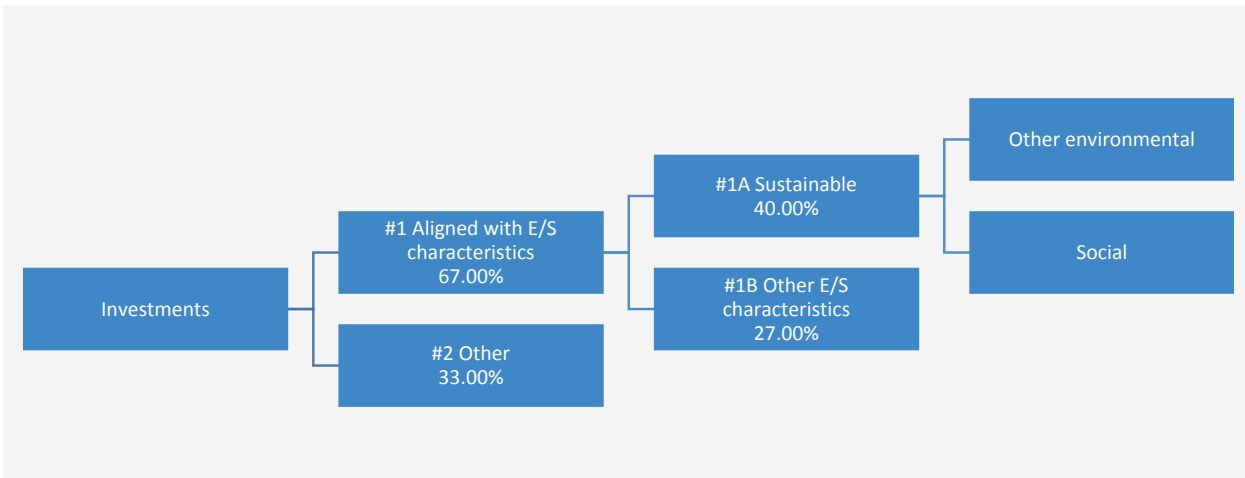 Investments
#1 Aligned with E/S
characteristics
67.00%
#2 Other
33.00%
#1A Sustainable
40.00%
#1B Other E/S
characteristics
27.00%
Other environmental
Social